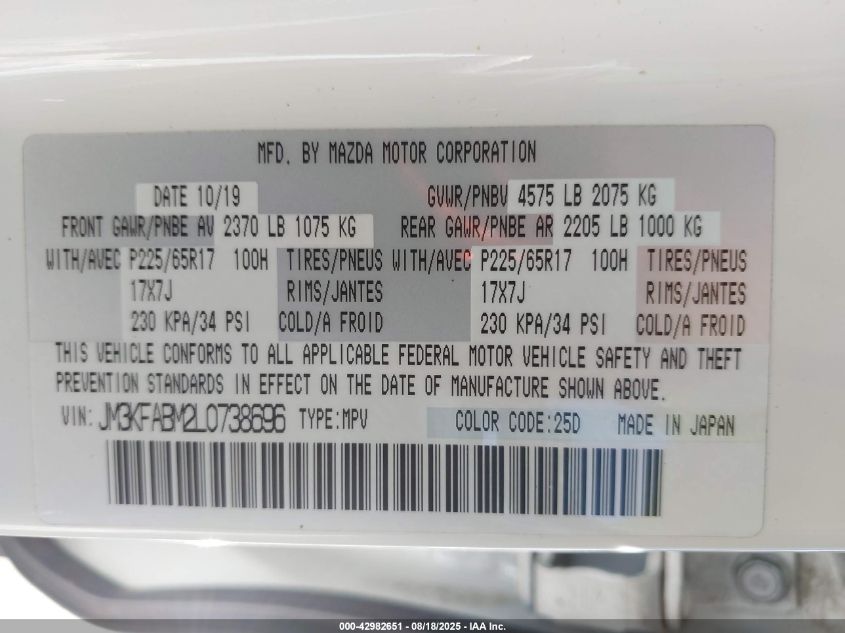 MFD. BY MAZDA MOTOR CORPORATION
DATE 10/19 GVWR/PNBV 4575 LB 2075 KG
FRONT GAWR/PNBE AV 2370 LB 1075 KG REAR GAWR/PNBE AR 2205 LB 1000 KG
WITH/AVEC P225/65R17 100H TIRES/PNEUS WITH/AVEC P225/65R17 100H TIRES/PNEUS
17X7J RIMS/JANTES 17X7J RIMS/JANTES
230 KPA/34 PSI COLD/A FROID 230 KPA/34 PSI COLD/A FROID
THIS VEHICLE CONFORMS TO ALL APPLICABLE FEDERAL MOTOR VEHICLE SAFETY AND THEFT
PREVENTION STANDARDS IN EFFECT ON THE DATE OF MANUFACTURE SHOWN ABOVE.
VIN: JM3KFABM2L0738696 TYPE:MPV COLOR CODE:25D MADE IN JAPAN
000-42982651 - 08/18/2025 - IAA Inc.